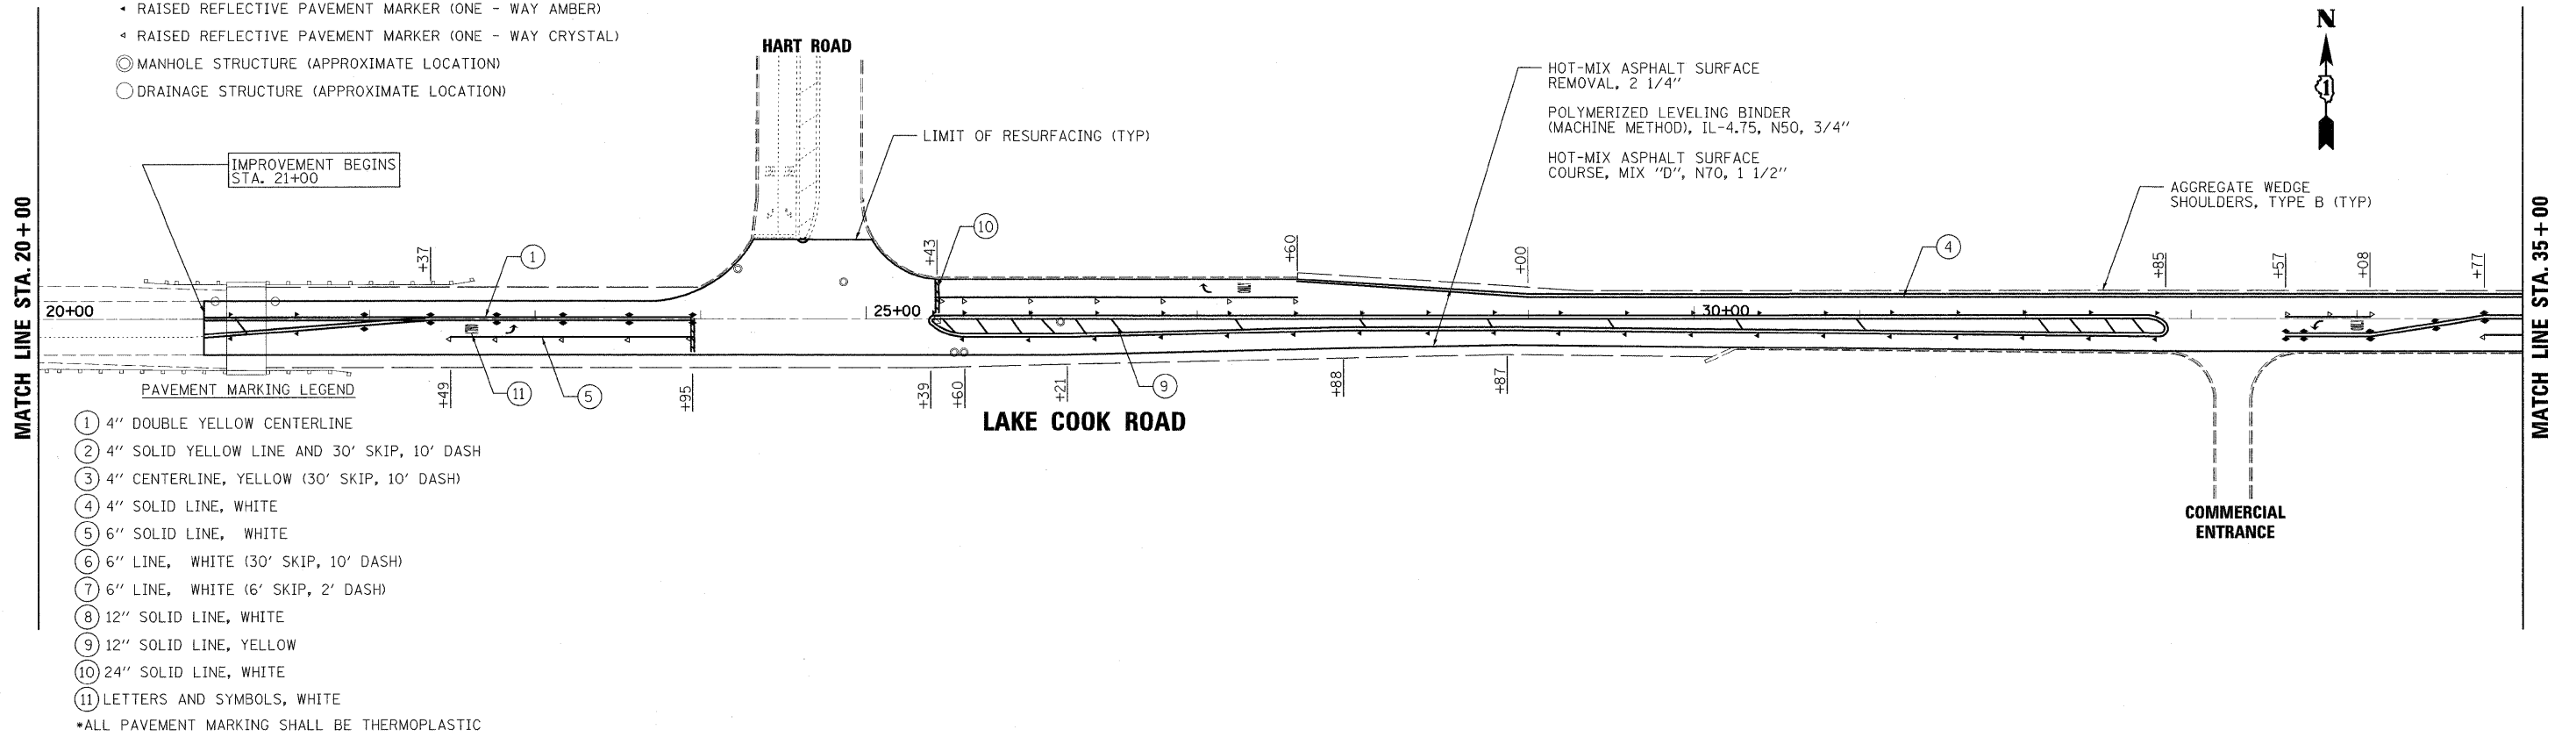 RAISED REFLECTIVE PAVEMENT MARKER (ONE - WAY AMBER)
RAISED REFLECTIVE PAVEMENT MARKER (ONE - WAY CRYSTAL)
MANHOLE STRUCTURE (APPROXIMATE LOCATION)
DRAINAGE STRUCTURE (APPROXIMATE LOCATION)
HART ROAD
HOT-MIX ASPHALT SURFACE
REMOVAL, 2 1/4"
POLYMERIZED LEVELING BINDER
(MACHINE METHOD), IL-4.75, N50, 3/4"
HOT-MIX ASPHALT SURFACE
COURSE, MIX "D", N70, 1 1/2"
N
1
LIMIT OF RESURFACING (TYP)
IMPROVEMENT BEGINS
STA. 21+00
AGGREGATE WEDGE
SHOULDERS, TYPE B (TYP)
MATCH LINE STA. 20+00
MATCH LINE STA. 35+00
+37
1
+43
10
+60
+00
4
+85
+57
+08
+77
20+00
25+00
30+00
+49
11
5
+95
+39
+60
+21
9
+88
+87
LAKE COOK ROAD
COMMERCIAL
ENTRANCE
PAVEMENT MARKING LEGEND
1 4" DOUBLE YELLOW CENTERLINE
2 4" SOLID YELLOW LINE AND 30' SKIP, 10' DASH
3 4" CENTERLINE, YELLOW (30' SKIP, 10' DASH)
4 4" SOLID LINE, WHITE
5 6" SOLID LINE, WHITE
6 6" LINE, WHITE (30' SKIP, 10' DASH)
7 6" LINE, WHITE (6' SKIP, 2' DASH)
8 12" SOLID LINE, WHITE
9 12" SOLID LINE, YELLOW
10 24" SOLID LINE, WHITE
11 LETTERS AND SYMBOLS, WHITE
*ALL PAVEMENT MARKING SHALL BE THERMOPLASTIC